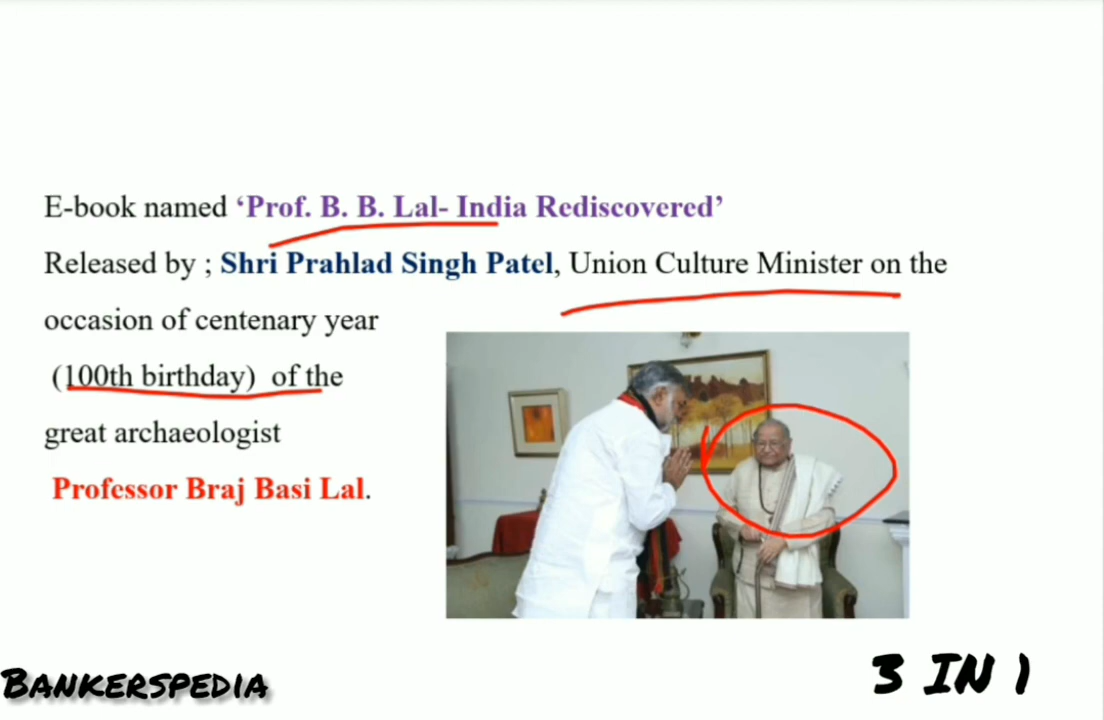 E-book named ‘Prof. B. B. Lal- India Rediscovered’
Released by ; Shri Prahlad Singh Patel, Union Culture Minister on the
occasion of centenary year
(100th birthday) of the
great archaeologist
Professor Braj Basi Lal.
BANKERSPEDIA
3 IN 1